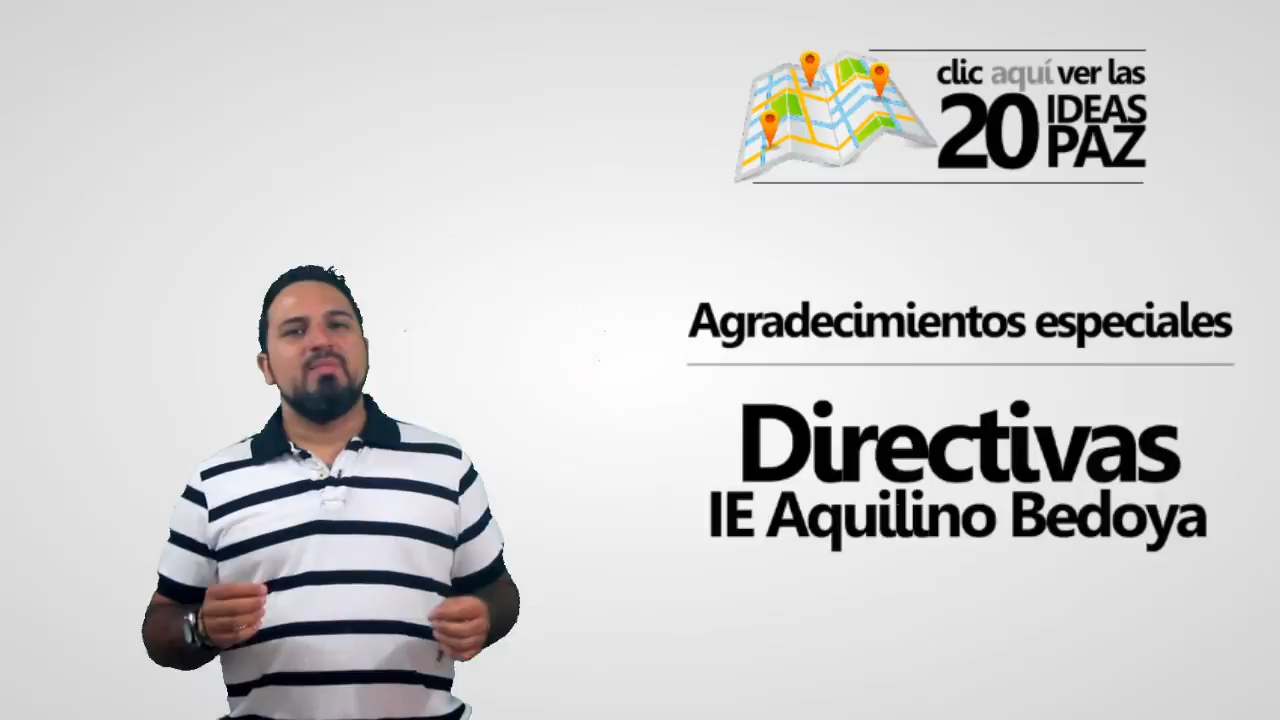 clic aquí ver las
20 IDEAS
PAZ
Agradecimientos especiales
Directivas
IE Aquilino Bedoya